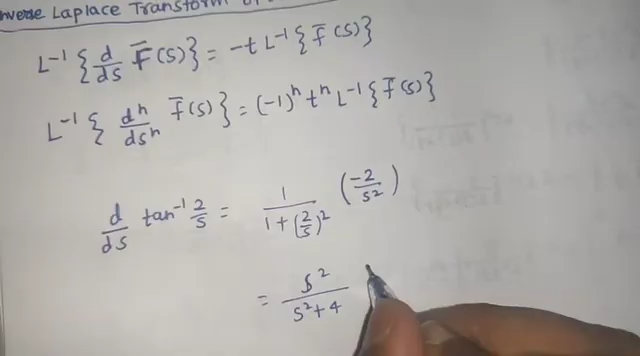 Inverse Laplace Transform of
L⁻¹{d/ds F̄(s)} = -t L⁻¹{F̄(s)}
L⁻¹{dⁿ/dsⁿ F̄(s)} = (-1)ⁿ tⁿ L⁻¹{F̄(s)}
d/ds tan⁻¹ 2/s = 1/(1+(2/s)²) (-2/s²)
= s²/(s²+4)